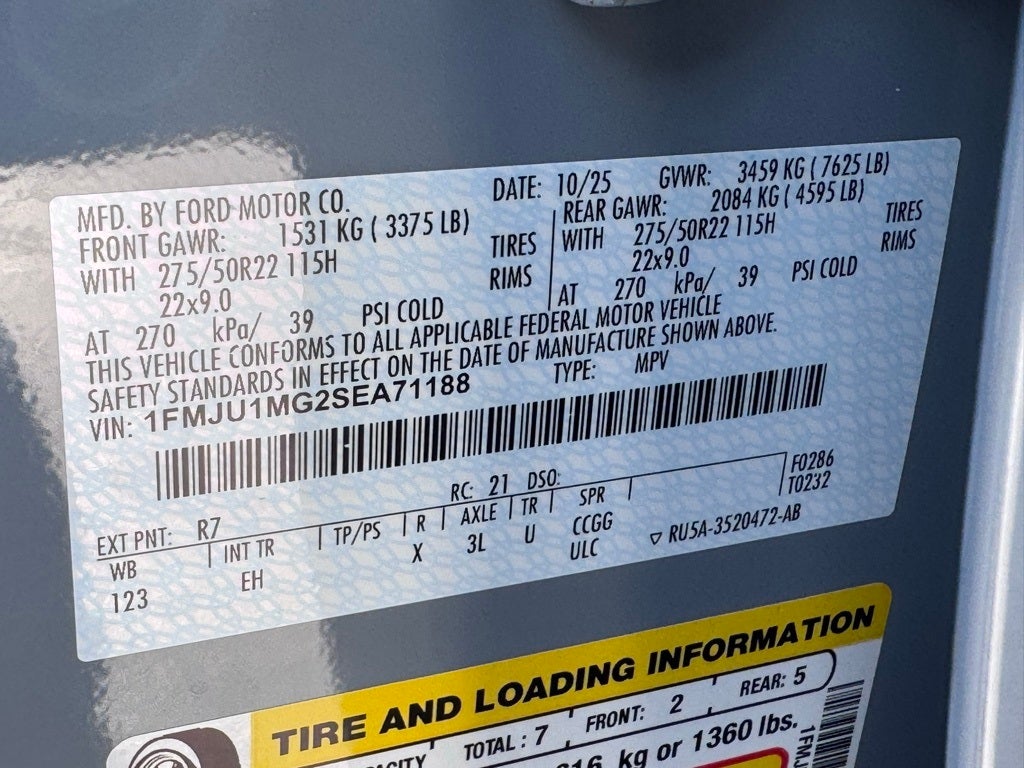 MFD. BY FORD MOTOR CO.
DATE: 10/25 GVWR: 3459 KG ( 7625 LB)
FRONT GAWR: 1531 KG ( 3375 LB)
WITH 275/50R22 115H TIRES
22x9.0 RIMS
AT 270 kPa/ 39 PSI COLD
REAR GAWR: 2084 KG ( 4595 LB)
WITH 275/50R22 115H TIRES
22x9.0 RIMS
AT 270 kPa/ 39 PSI COLD
THIS VEHICLE CONFORMS TO ALL APPLICABLE FEDERAL MOTOR VEHICLE
SAFETY STANDARDS IN EFFECT ON THE DATE OF MANUFACTURE SHOWN ABOVE.
VIN: 1FMJU1MG2SEA71188 TYPE: MPV
F0286
T0232
EXT PNT: R7 RC: 21 DSO:
WB INT TR TP/PS R AXLE TR SPR
123 EH X 3L U CCGG
ULC
RU5A-3520472-AB
TIRE AND LOADING INFORMATION
TOTAL : 7 FRONT: 2 REAR: 5
kg or 1360 lbs.